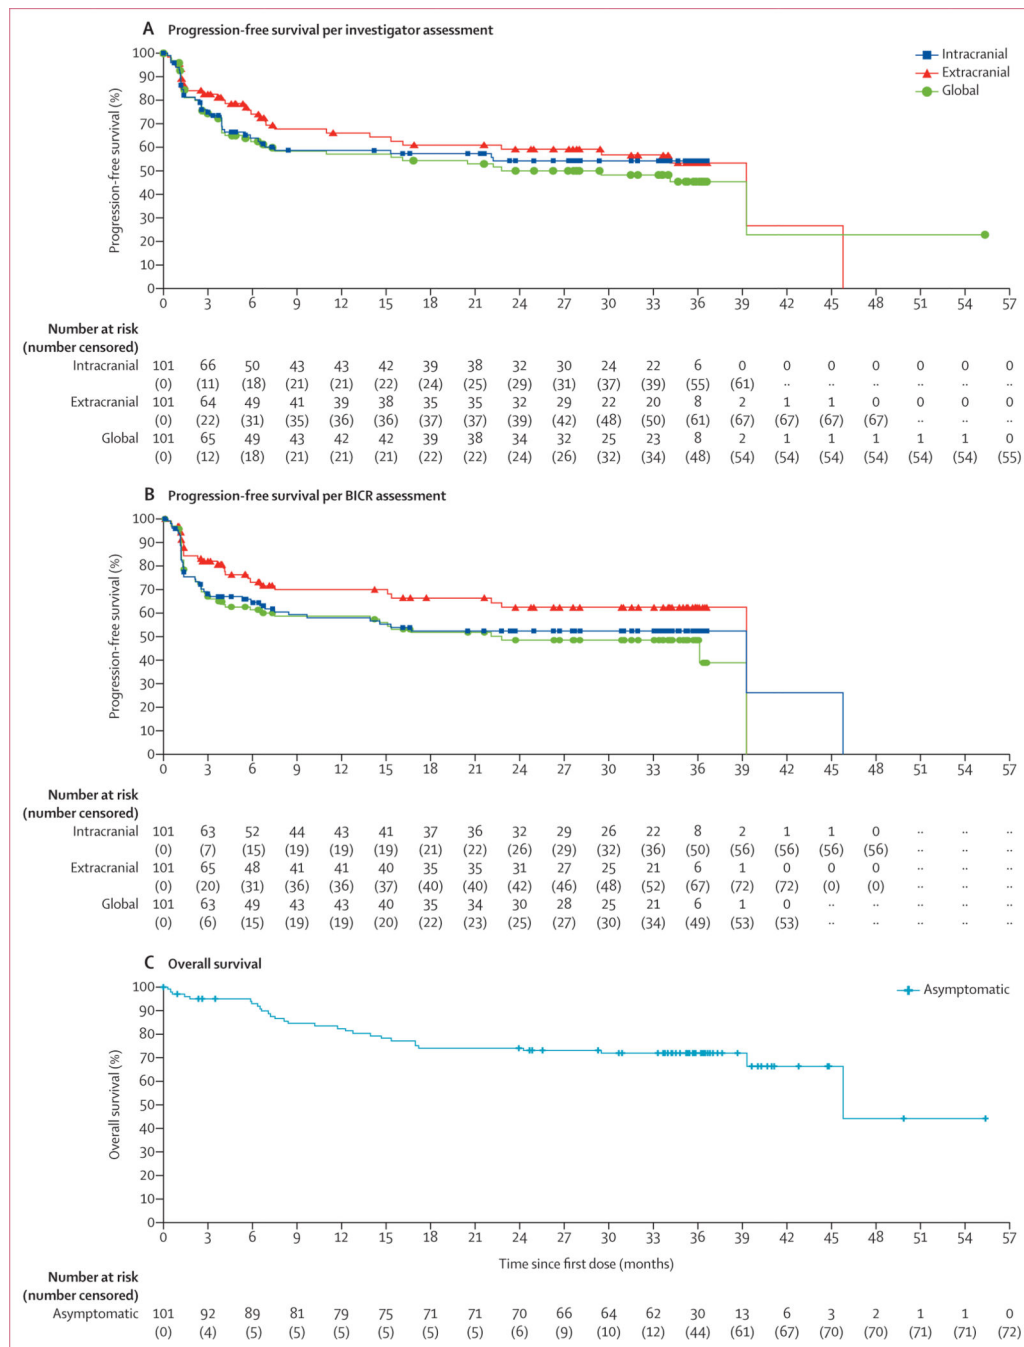 A Progression-free survival per investigator assessment
Intracranial
Extracranial
Global
Progression-free survival (%)
100
90
80
70
60
50
40
30
20
10
0
0 3 6 9 12 15 18 21 24 27 30 33 36 39 42 45 48 51 54 57
Number at risk
(number censored)
Intracranial 101 66 50 43 43 42 39 38 32 30 24 22 6 0 0 0 0 0 0 0
(0) (11) (18) (21) (21) (22) (24) (25) (29) (31) (37) (39) (55) (61) .. .. .. .. .. ..
Extracranial 101 64 49 41 39 38 35 35 32 29 22 20 8 2 1 1 0 0 0 0
(0) (22) (31) (35) (36) (36) (37) (37) (39) (42) (48) (50) (61) (67) (67) (67) (67) .. .. ..
Global 101 65 49 43 42 42 39 38 34 32 25 23 8 2 1 1 1 1 1 0
(0) (12) (18) (21) (21) (21) (22) (22) (24) (26) (32) (34) (48) (54) (54) (54) (54) (54) (54) (55)
B Progression-free survival per BICR assessment
Progression-free survival (%)
100
90
80
70
60
50
40
30
20
10
0
0 3 6 9 12 15 18 21 24 27 30 33 36 39 42 45 48 51 54 57
Number at risk
(number censored)
Intracranial 101 63 52 44 43 41 37 36 32 29 26 22 8 2 1 1 0 .. .. ..
(0) (7) (15) (19) (19) (19) (21) (22) (26) (29) (32) (36) (50) (56) (56) (56) (56) .. .. ..
Extracranial 101 65 48 41 41 40 35 35 31 27 25 21 6 1 0 0 0 .. .. ..
(0) (20) (31) (36) (36) (37) (40) (40) (42) (46) (48) (52) (67) (72) (72) (0) (0) .. .. ..
Global 101 63 49 43 43 40 35 34 30 28 25 21 6 1 0 .. .. .. .. ..
(0) (6) (15) (19) (19) (20) (22) (23) (25) (27) (30) (34) (49) (53) (53) .. .. .. .. ..
C Overall survival
Asymptomatic
Overall survival (%)
100
90
80
70
60
50
40
30
20
10
0
0 3 6 9 12 15 18 21 24 27 30 33 36 39 42 45 48 51 54 57
Time since first dose (months)
Number at risk
(number censored)
Asymptomatic 101 92 89 81 79 75 71 71 70 66 64 62 30 13 6 3 2 1 1 0
(0) (4) (5) (5) (5) (5) (5) (5) (6) (9) (10) (12) (44) (61) (67) (70) (70) (71) (71) (72)